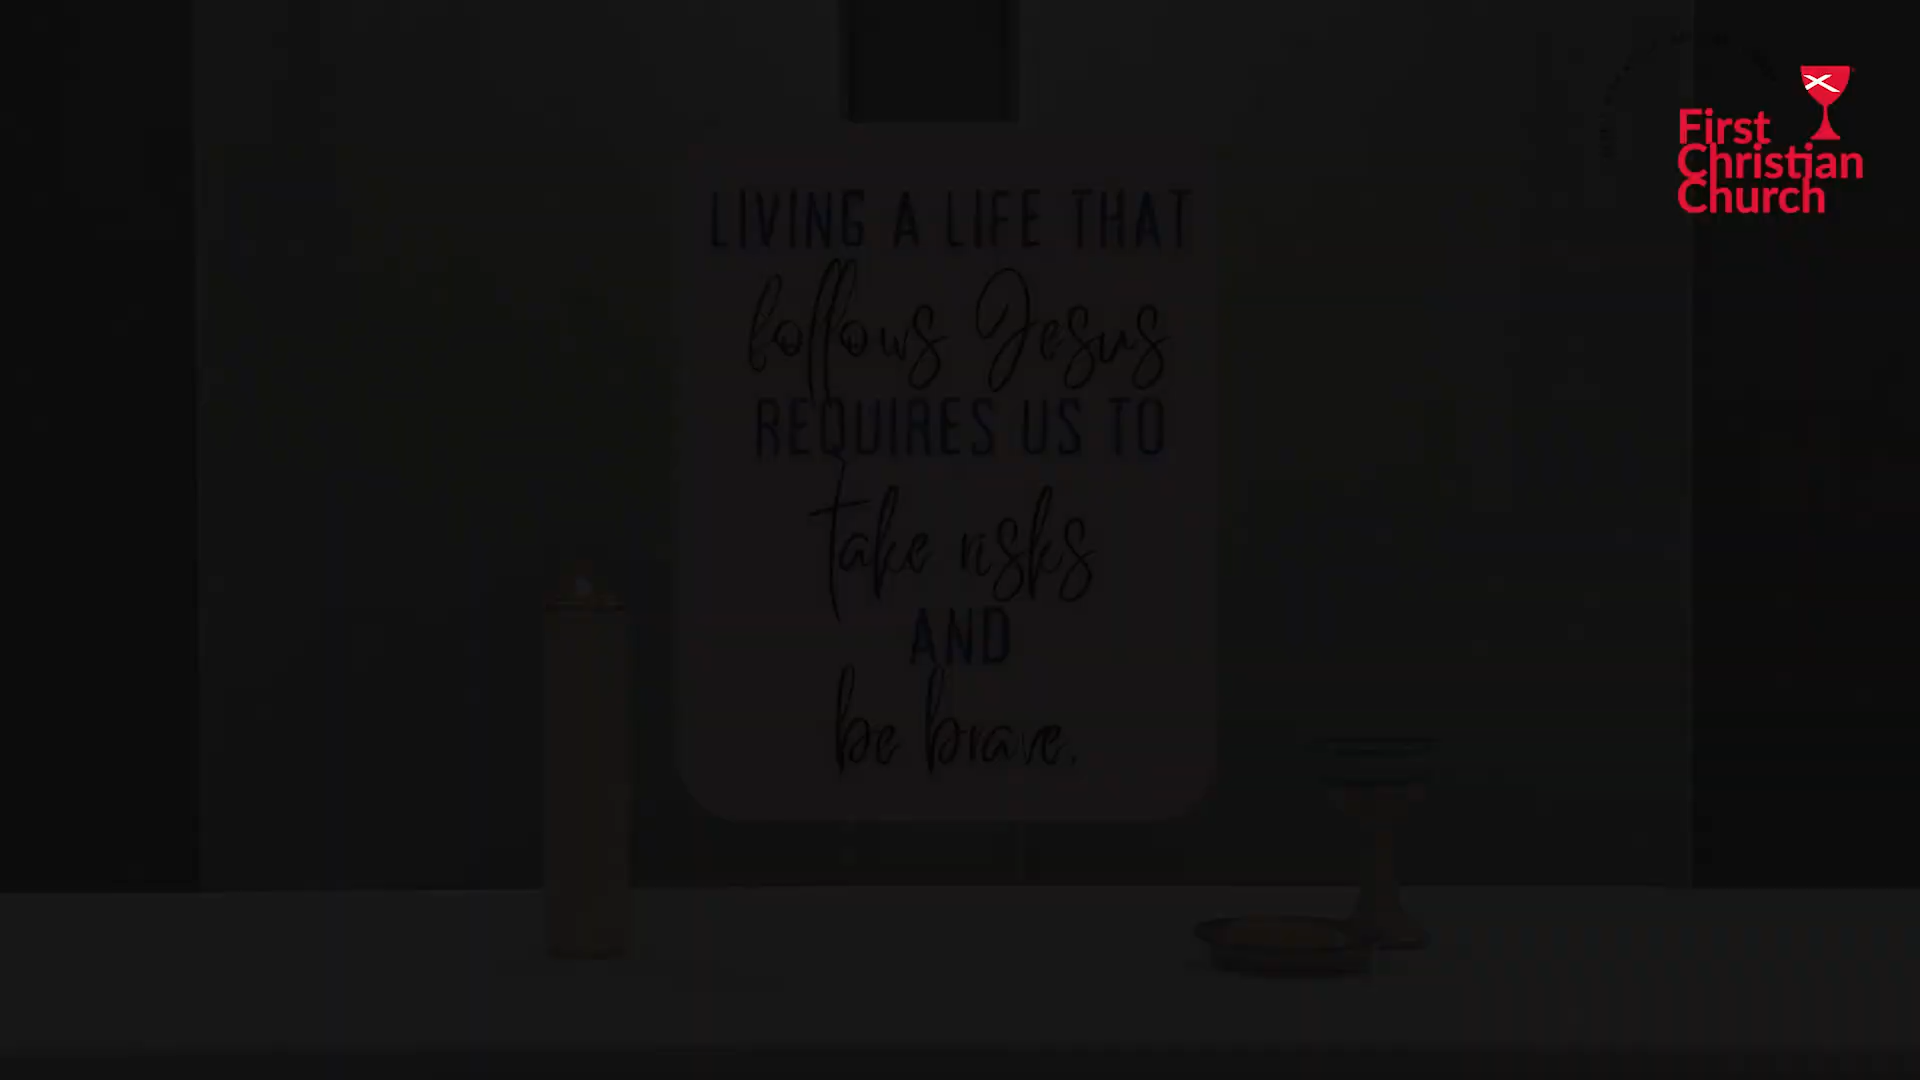 LIVING A LIFE THAT
follows Jesus
REQUIRES US TO
take risks
AND
be brave.
First
Christian
Church